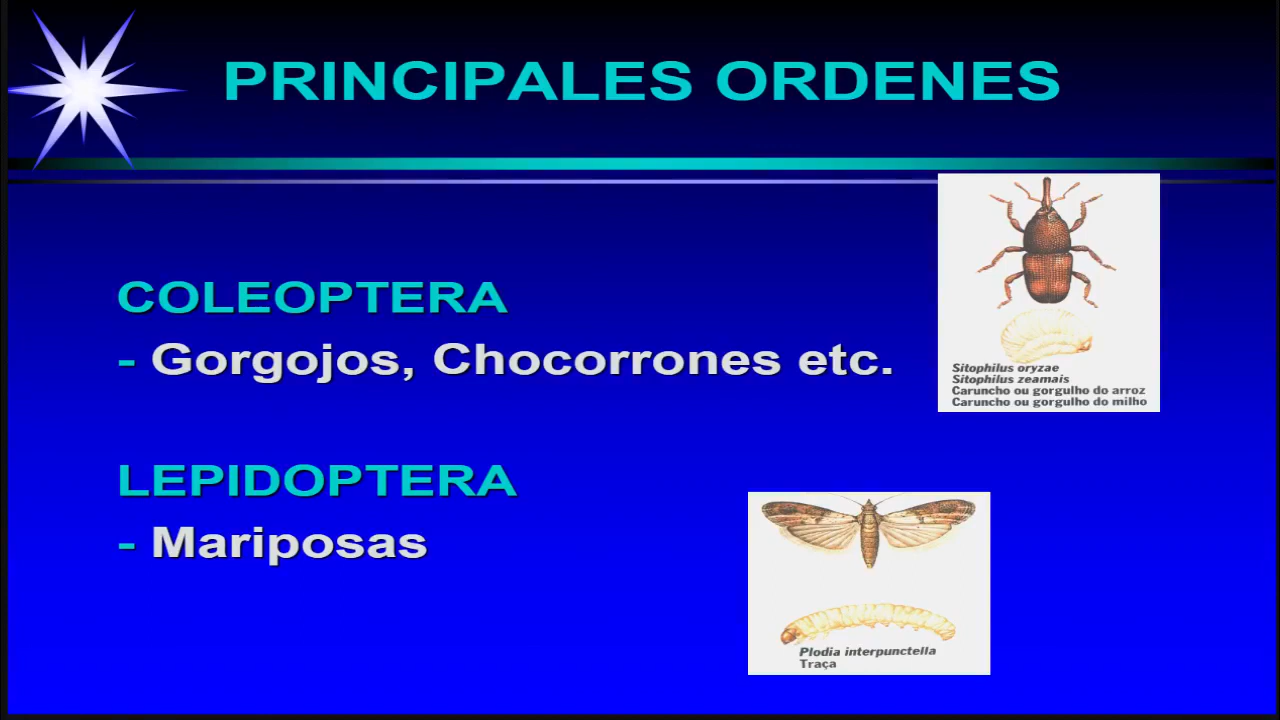 PRINCIPALES ORDENES
COLEOPTERA
- Gorgojos, Chocorrones etc.
Sitophilus oryzae
Sitophilus zeamais
Caruncho ou gorgulho do arroz
Caruncho ou gorgulho do milho
LEPIDOPTERA
- Mariposas
Plodia interpunctella
Traça